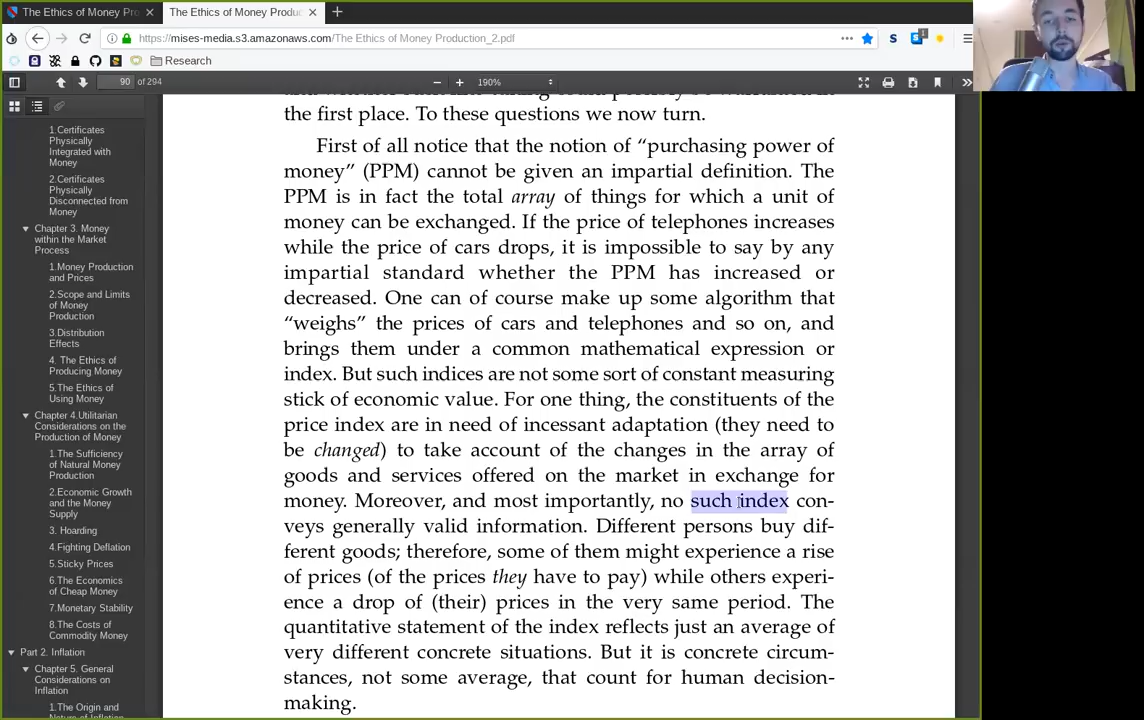 The Ethics of Money Pro
The Ethics of Money Produc
https://mises-media.s3.amazonaws.com/The Ethics of Money Production_2.pdf
Research
90 of 294
190%
1.Certificates
Physically
Integrated with
Money
2.Certificates
Physically
Disconnected from
Money
Chapter 3. Money
within the Market
Process
1.Money Production
and Prices
2.Scope and Limits
of Money
Production
3.Distribution
Effects
4. The Ethics of
Producing Money
5.The Ethics of
Using Money
Chapter 4.Utilitarian
Considerations on the
Production of Money
1.The Sufficiency
of Natural Money
Production
2.Economic Growth
and the Money
Supply
3. Hoarding
4.Fighting Deflation
5.Sticky Prices
6.The Economics
of Cheap Money
7.Monetary Stability
8.The Costs of
Commodity Money
Part 2. Inflation
Chapter 5. General
Considerations on
Inflation
1.The Origin and
Nature of Inflation
the first place. To these questions we now turn.
First of all notice that the notion of “purchasing power of
money” (PPM) cannot be given an impartial definition. The
PPM is in fact the total array of things for which a unit of
money can be exchanged. If the price of telephones increases
while the price of cars drops, it is impossible to say by any
impartial standard whether the PPM has increased or
decreased. One can of course make up some algorithm that
“weighs” the prices of cars and telephones and so on, and
brings them under a common mathematical expression or
index. But such indices are not some sort of constant measuring
stick of economic value. For one thing, the constituents of the
price index are in need of incessant adaptation (they need to
be changed) to take account of the changes in the array of
goods and services offered on the market in exchange for
money. Moreover, and most importantly, no such index con-
veys generally valid information. Different persons buy dif-
ferent goods; therefore, some of them might experience a rise
of prices (of the prices they have to pay) while others experi-
ence a drop of (their) prices in the very same period. The
quantitative statement of the index reflects just an average of
very different concrete situations. But it is concrete circum-
stances, not some average, that count for human decision-
making.